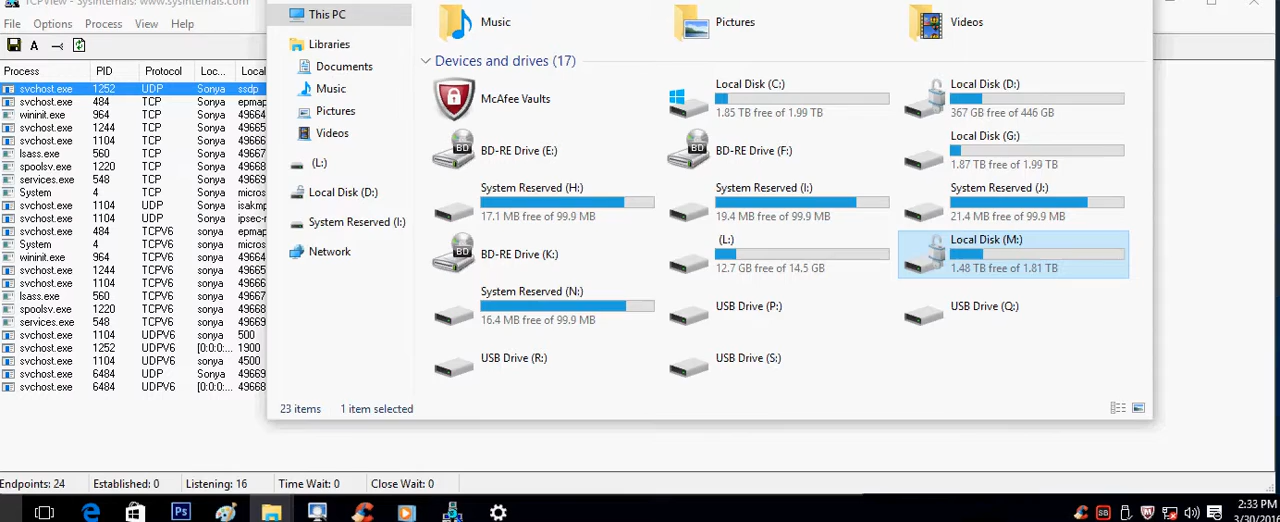 TCPView - Sysinternals: www.sysinternals.com
File Options Process View Help
A
Process PID Protocol Loc... Local
svchost.exe 1252 UDP Sonya ssdp
svchost.exe 484 TCP Sonya epmap
wininit.exe 964 TCP Sonya 49664
svchost.exe 1244 TCP Sonya 49665
svchost.exe 1104 TCP Sonya 49666
lsass.exe 560 TCP Sonya 49667
spoolsv.exe 1220 TCP Sonya 49668
services.exe 548 TCP Sonya 49669
System 4 TCP Sonya micros
svchost.exe 1104 UDP Sonya isakmp
svchost.exe 1104 UDP Sonya ipsec-r
svchost.exe 484 TCPV6 Sonya epmap
System 4 TCPV6 Sonya micros
wininit.exe 964 TCPV6 Sonya 49664
svchost.exe 1244 TCPV6 Sonya 49665
svchost.exe 1104 TCPV6 Sonya 49666
lsass.exe 560 TCPV6 Sonya 49667
spoolsv.exe 1220 TCPV6 Sonya 49668
services.exe 548 TCPV6 Sonya 49669
svchost.exe 1104 UDPV6 sonya 500
svchost.exe 1252 UDPV6 [0:0:0:... 1900
svchost.exe 1104 UDPV6 sonya 4500
svchost.exe 6484 UDP Sonya 49664
svchost.exe 6484 UDPV6 [0:0:0:... 49668
Endpoints: 24 Established: 0 Listening: 16 Time Wait: 0 Close Wait: 0
This PC
Libraries
Documents
Music
Pictures
Videos
(L:)
Local Disk (D:)
System Reserved (I:)
Network
Music Pictures Videos
Devices and drives (17)
McAfee Vaults
Local Disk (C:)
1.85 TB free of 1.99 TB
Local Disk (D:)
367 GB free of 446 GB
BD
BD-RE Drive (E:)
BD
BD-RE Drive (F:)
Local Disk (G:)
1.87 TB free of 1.99 TB
System Reserved (H:)
17.1 MB free of 99.9 MB
System Reserved (I:)
19.4 MB free of 99.9 MB
System Reserved (J:)
21.4 MB free of 99.9 MB
BD
BD-RE Drive (K:)
(L:)
12.7 GB free of 14.5 GB
Local Disk (M:)
1.48 TB free of 1.81 TB
System Reserved (N:)
16.4 MB free of 99.9 MB
USB Drive (P:)
USB Drive (Q:)
USB Drive (R:)
USB Drive (S:)
23 items 1 item selected
Ps
SB
2:33 PM
3/30/2016